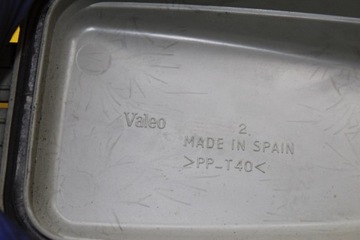 Valeo
2.
MADE IN SPAIN
>PP-T40<